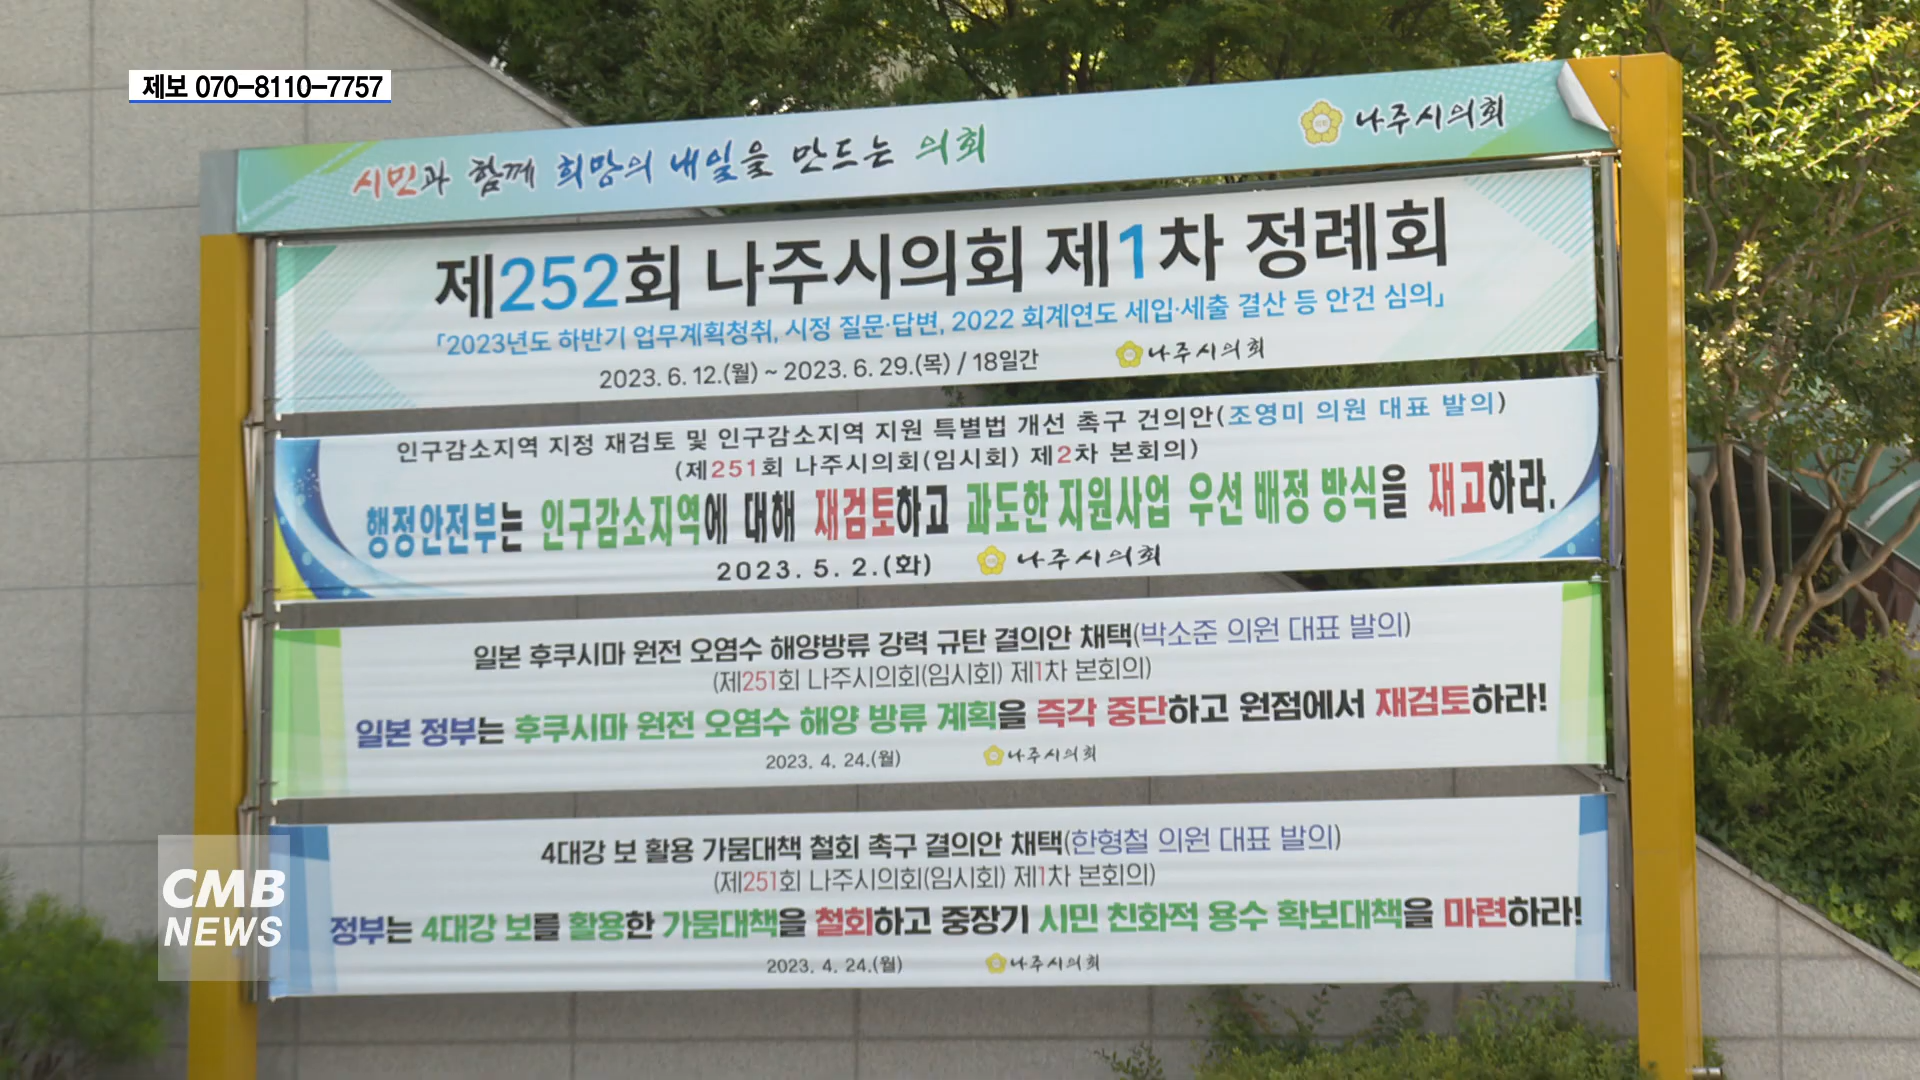 제보 070-8110-7757
시민과 함께 희망의 내일을 만드는 의회
나주시의회
제252회 나주시의회 제1차 정례회
「2023년도 하반기 업무계획청취, 시정 질문·답변, 2022 회계연도 세입·세출 결산 등 안건 심의」
2023. 6. 12.(월) ~ 2023. 6. 29.(목) / 18일간
나주시의회
인구감소지역 지정 재검토 및 인구감소지역 지원 특별법 개선 촉구 건의안(조영미 의원 대표 발의)
(제251회 나주시의회(임시회) 제2차 본회의)
행정안전부는 인구감소지역에 대해 재검토하고 과도한 지원사업 우선 배정 방식을 재고하라.
2023. 5. 2.(화)
나주시의회
일본 후쿠시마 원전 오염수 해양방류 강력 규탄 결의안 채택(박소준 의원 대표 발의)
(제251회 나주시의회(임시회) 제1차 본회의)
일본 정부는 후쿠시마 원전 오염수 해양 방류 계획을 즉각 중단하고 원점에서 재검토하라!
2023. 4. 24.(월)
나주시의회
4대강 보 활용 가뭄대책 철회 촉구 결의안 채택(한형철 의원 대표 발의)
(제251회 나주시의회(임시회) 제1차 본회의)
정부는 4대강 보를 활용한 가뭄대책을 철회하고 중장기 시민 친화적 용수 확보대책을 마련하라!
2023. 4. 24.(월)
나주시의회
CMB
NEWS